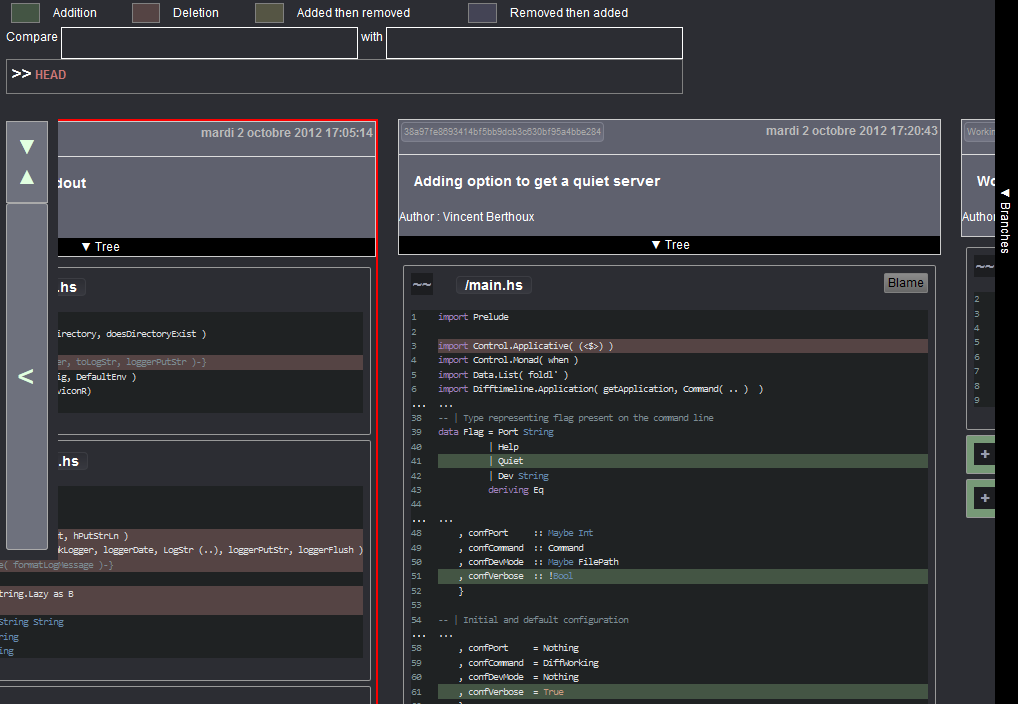 Addition Deletion Added then removed Removed then added
Compare with
>> HEAD
▼
▲
<
mardi 2 octobre 2012 17:05:14
dout
▼ Tree
.hs
irectory, doesDirectoryExist )
er, toLogStr, loggerPutStr )-}
ig, DefaultEnv )
viconR)
.hs
t, hPutStrLn )
kLogger, loggerDate, LogStr (..), loggerPutStr, loggerFlush )
e( formatLogMessage )-}
tring.Lazy as B
String String
ring
ing
38a97fe8693414bf5bb9dcb3c630bf95a4bbe284 mardi 2 octobre 2012 17:20:43
Adding option to get a quiet server
Author : Vincent Berthoux
▼ Tree
~~ /main.hs Blame
1 import Prelude
2
3 import Control.Applicative( (<$>) )
4 import Control.Monad( when )
5 import Data.List( foldl' )
6 import Difftimeline.Application( getApplication, Command( .. ) )
... ...
38 -- | Type representing flag present on the command line
39 data Flag = Port String
40 | Help
41 | Quiet
42 | Dev String
43 deriving Eq
44
... ...
48 , confPort :: Maybe Int
49 , confCommand :: Command
50 , confDevMode :: Maybe FilePath
51 , confVerbose :: !Bool
52 }
53
54 -- | Initial and default configuration
... ...
58 , confPort = Nothing
59 , confCommand = DiffWorking
60 , confDevMode = Nothing
61 , confVerbose = True
Workin
Wo
Autho
~~
2
3
4
5
6
7
8
9
+
+
◀ Branches